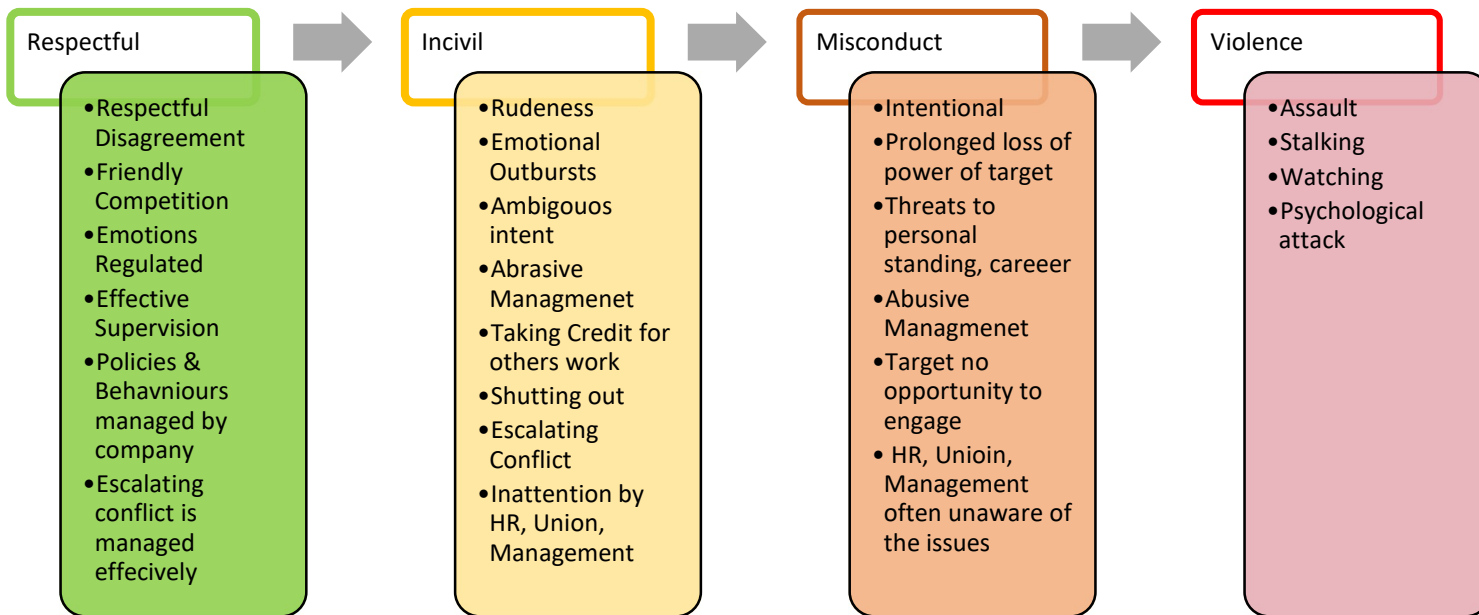 Respectful
•Respectful
Disagreement
•Friendly
Competition
•Emotions
Regulated
•Effective
Supervision
•Policies &
Behavniours
managed by
company
•Escalating
conflict is
managed
effecively
Incivil
•Rudeness
•Emotional
Outbursts
•Ambigouos
intent
•Abrasive
Managmenet
•Taking Credit for
others work
•Shutting out
•Escalating
Conflict
•Inattention by
HR, Union,
Management
Misconduct
•Intentional
•Prolonged loss of
power of target
•Threats to
personal
standing, careeer
•Abusive
Managmenet
•Target no
opportunity to
engage
• HR, Unioin,
Management
often unaware of
the issues
Violence
•Assault
•Stalking
•Watching
•Psychological
attack